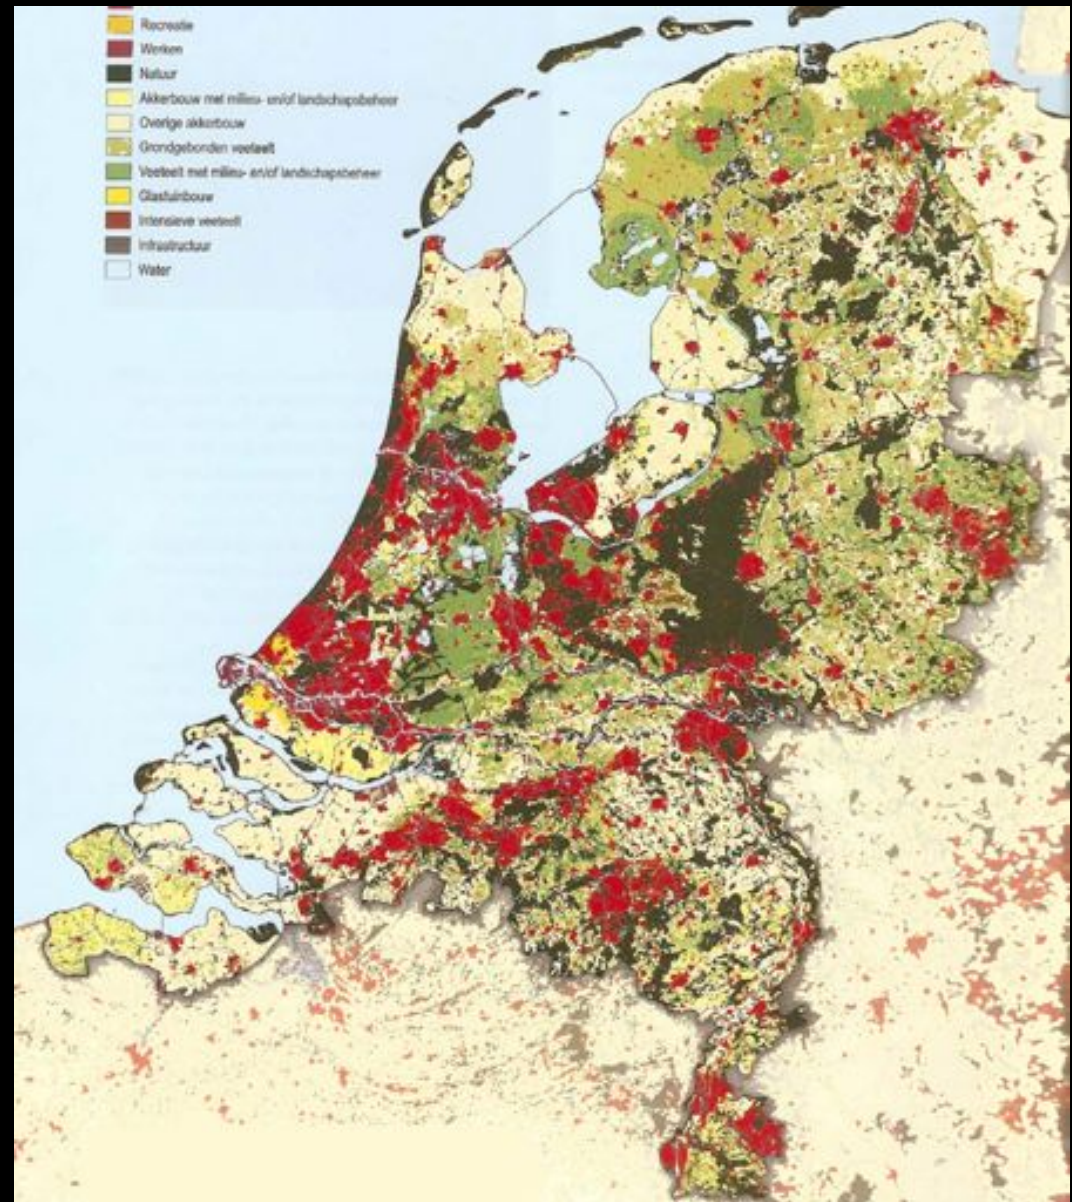 Recreatie
Werken
Natuur
Akkerbouw met milieu- en/of landschapsbeheer
Overige akkerbouw
Grondgebonden veeteelt
Veeteelt met milieu- en/of landschapsbeheer
Glastuinbouw
Intensieve veeteelt
Infrastructuur
Water